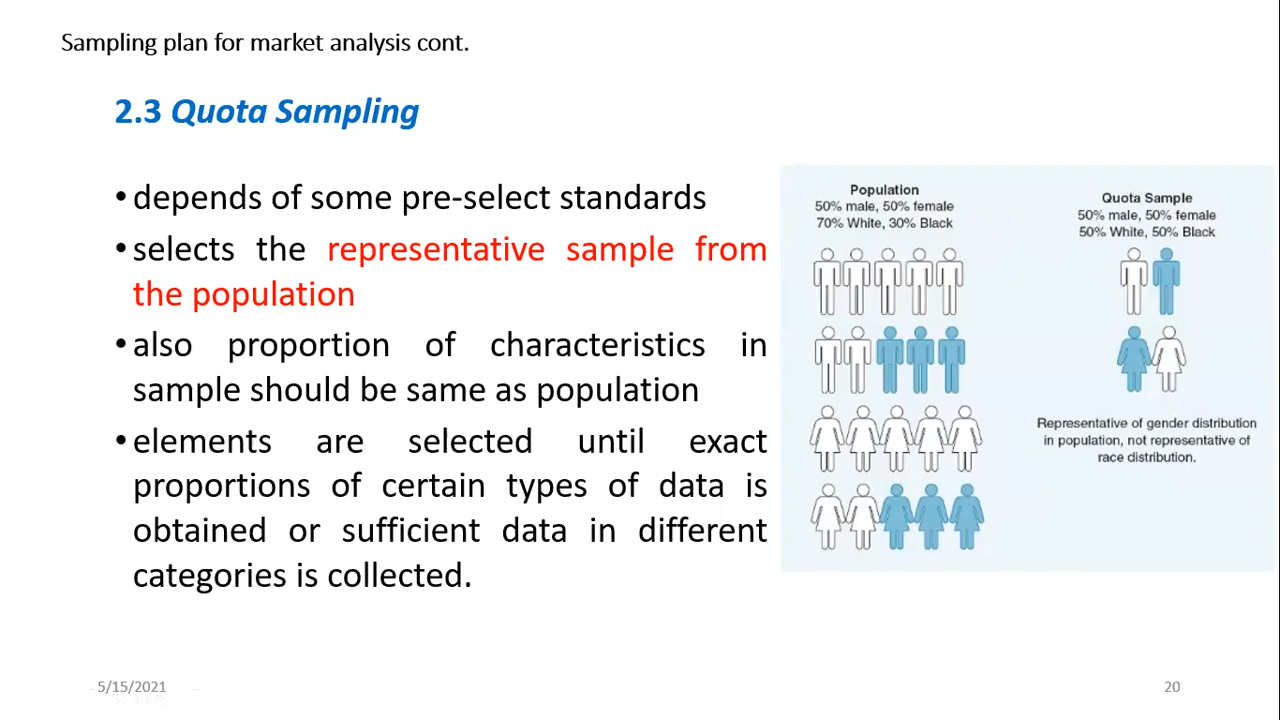 Sampling plan for market analysis cont.
2.3 Quota Sampling
• depends of some pre-select standards
• selects the representative sample from
the population
• also proportion of characteristics in
sample should be same as population
• elements are selected until exact
proportions of certain types of data is
obtained or sufficient data in different
categories is collected.
Population
50% male, 50% female
70% White, 30% Black
Quota Sample
50% male, 50% female
50% White, 50% Black
Representative of gender distribution
in population, not representative of
race distribution.
5/15/2021
20